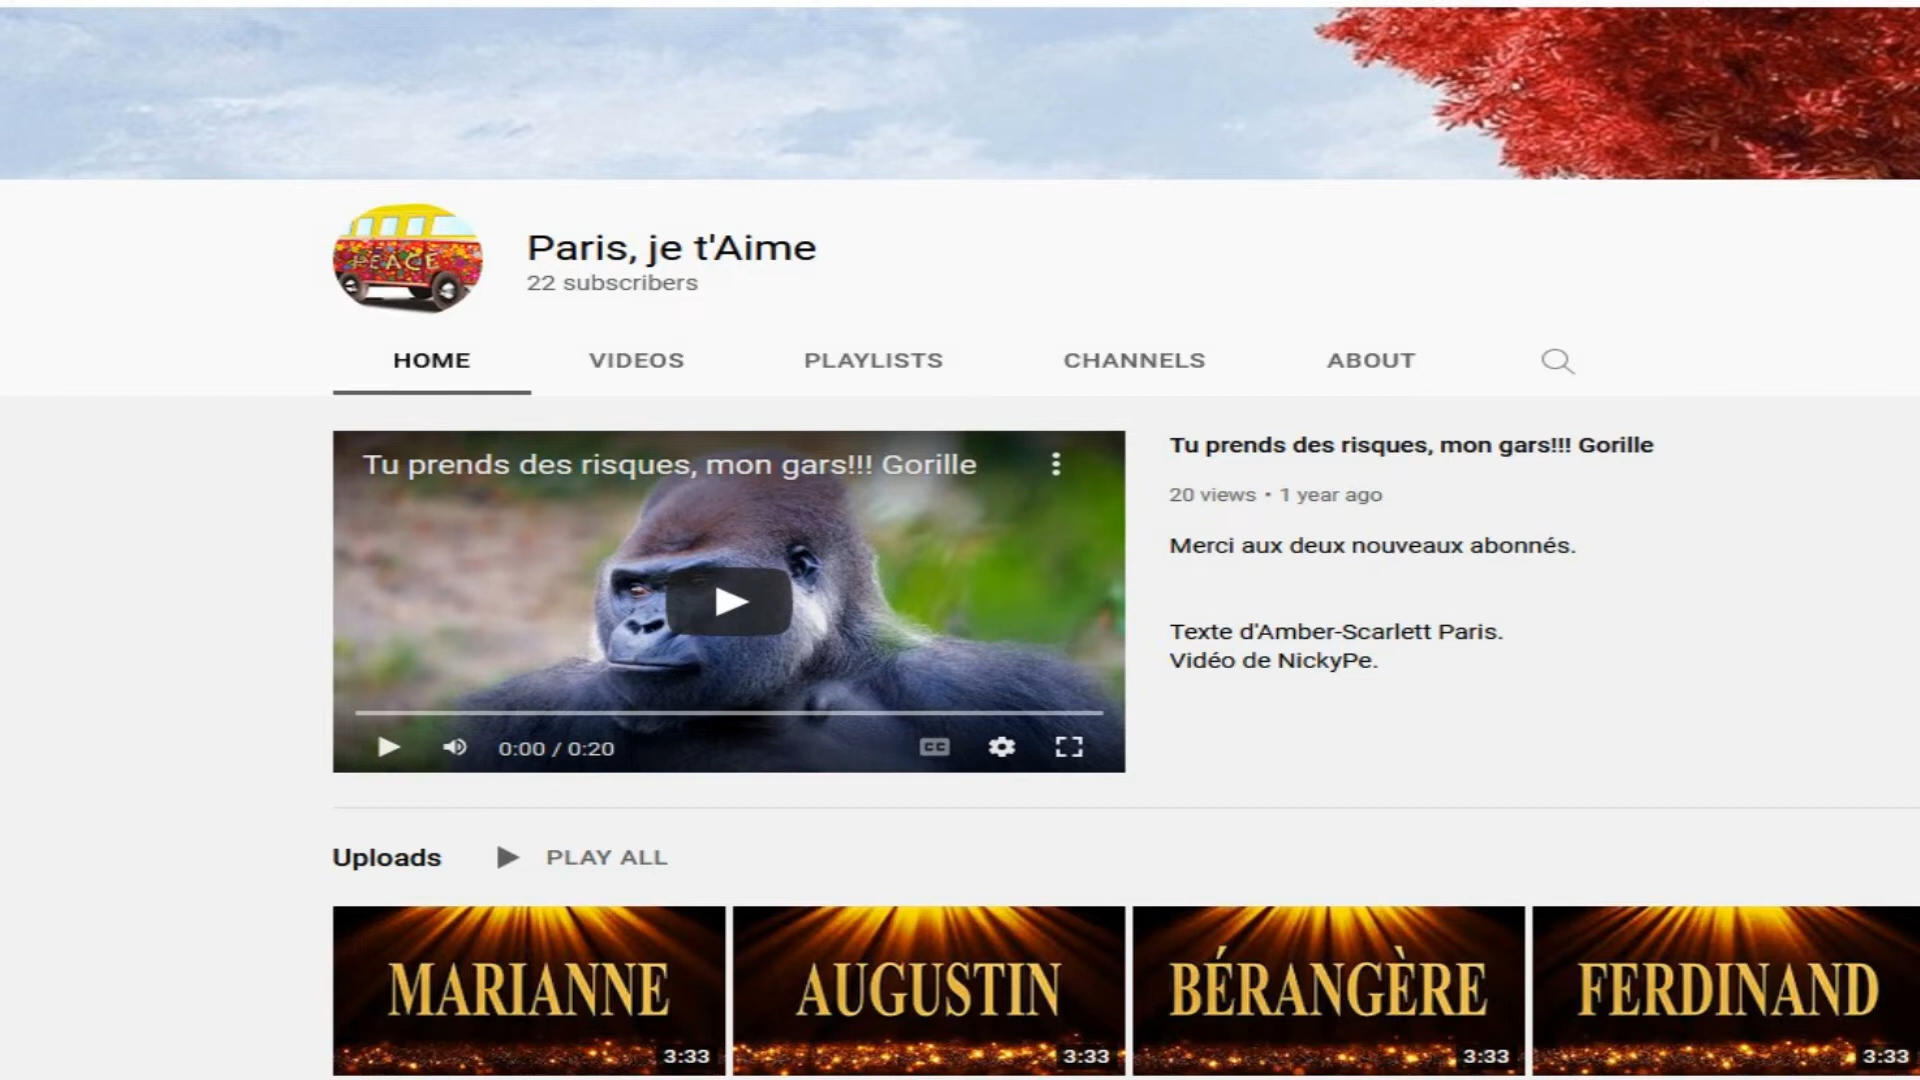 PEACE
Paris, je t'Aime
22 subscribers
HOME VIDEOS PLAYLISTS CHANNELS ABOUT
Tu prends des risques, mon gars!!! Gorille
0:00 / 0:20
CC
Tu prends des risques, mon gars!!! Gorille
20 views • 1 year ago
Merci aux deux nouveaux abonnés.
Texte d'Amber-Scarlett Paris.
Vidéo de NickyPe.
Uploads PLAY ALL
MARIANNE
3:33
AUGUSTIN
3:33
BÉRANGÈRE
3:33
FERDINAND
3:33